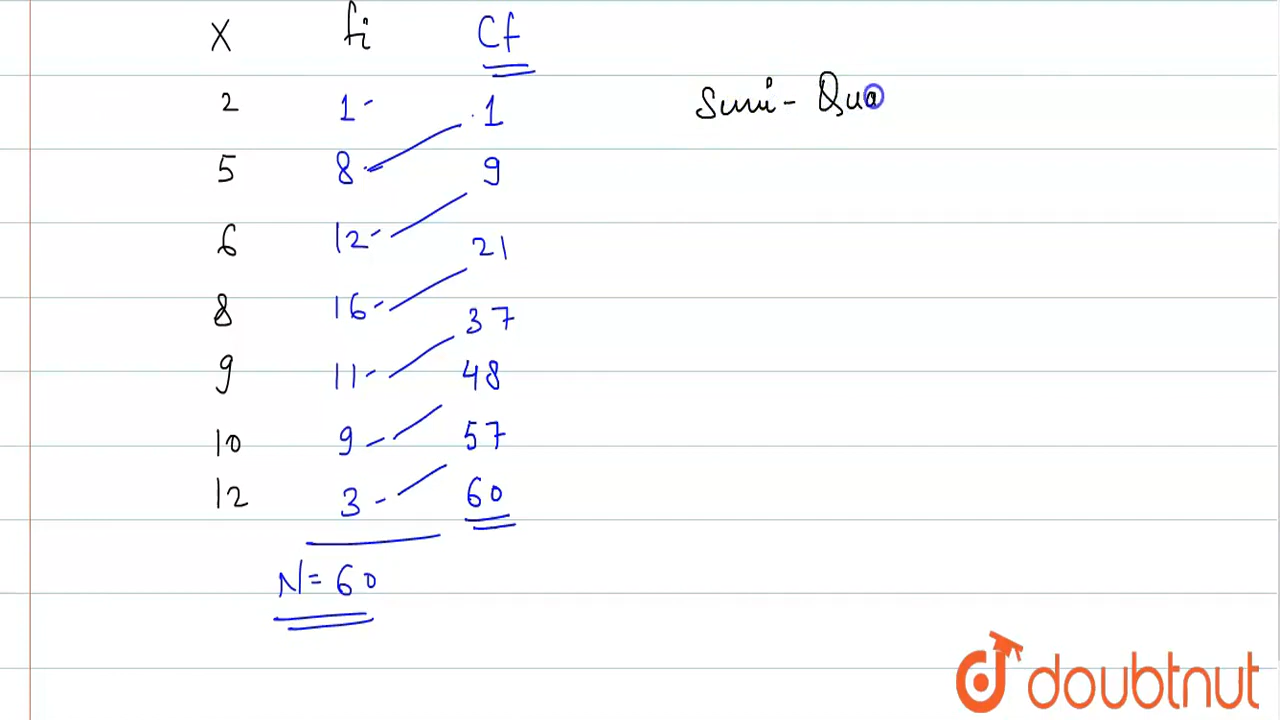 X fi Cf
2 1 1
Semi- Qua
5 8 9
6 12 21
8 16 37
9 11 48
10 9 57
12 3 60
N = 60
doubtnut